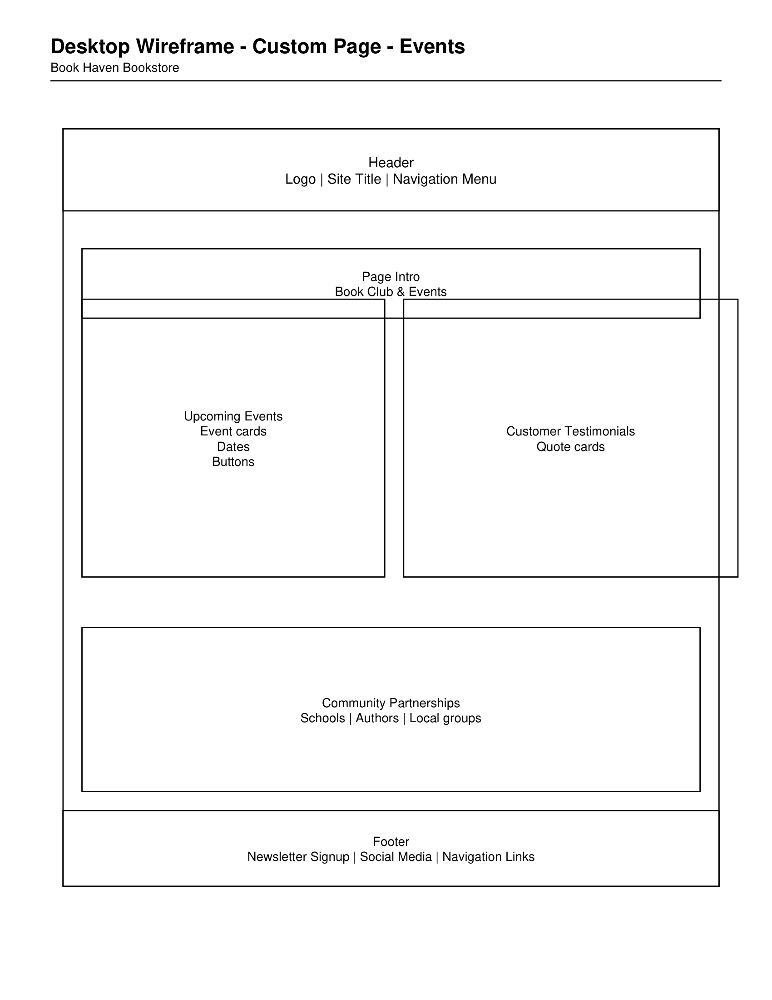 Desktop Wireframe - Custom Page - Events
Book Haven Bookstore
Header
Logo | Site Title | Navigation Menu
Page Intro
Book Club & Events
Upcoming Events
Event cards
Dates
Buttons
Customer Testimonials
Quote cards
Community Partnerships
Schools | Authors | Local groups
Footer
Newsletter Signup | Social Media | Navigation Links